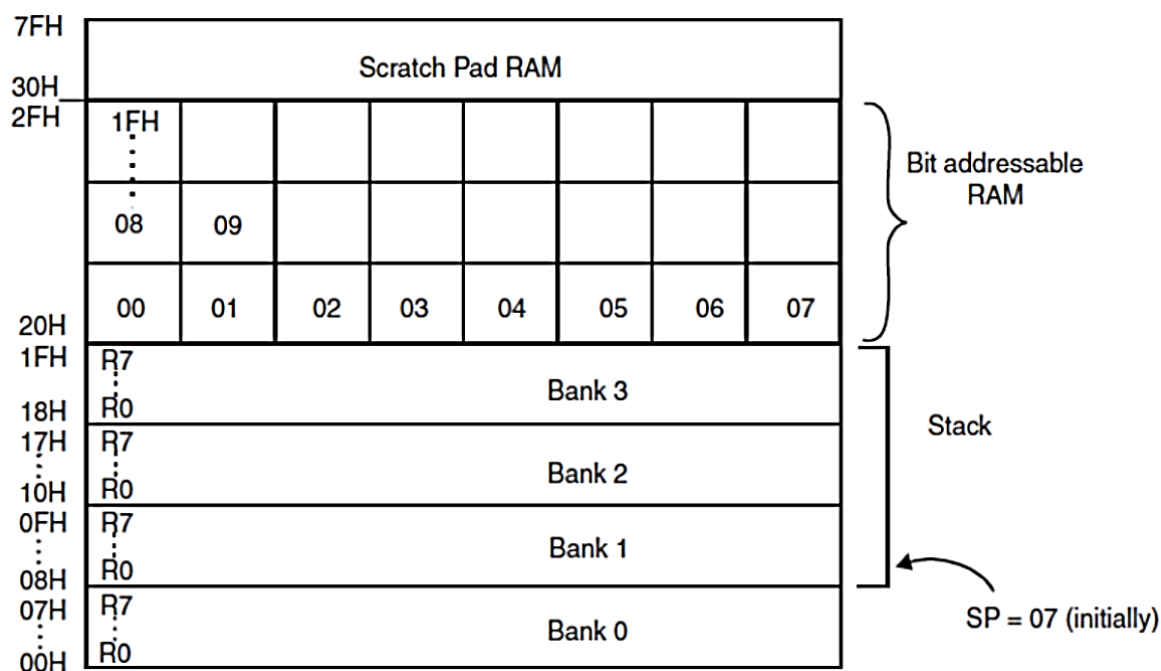 7FH
Scratch Pad RAM
30H
2FH
1FH
Bit addressable
RAM
08 09
00 01 02 03 04 05 06 07
20H
1FH
R7
Bank 3
R0
18H
Stack
17H
R7
Bank 2
R0
10H
0FH
R7
Bank 1
R0
08H
07H
R7
SP = 07 (initially)
Bank 0
R0
00H